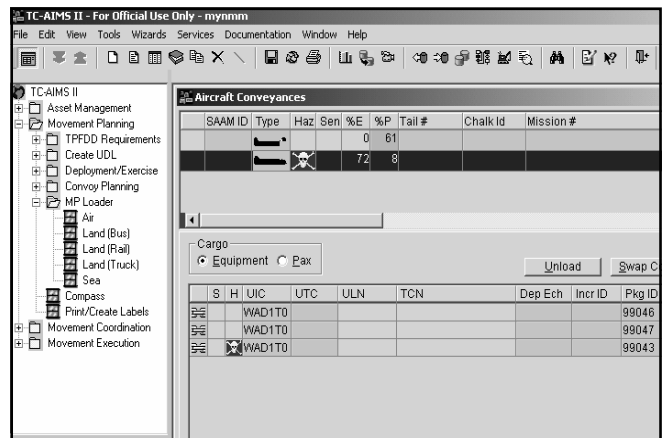 TC-AIMS II - For Official Use Only - mynmm
File Edit View Tools Wizards Services Documentation Window Help
TC-AIMS II
Asset Management
Movement Planning
TPFDD Requirements
Create UDL
Deployment/Exercise
Convoy Planning
MP Loader
Air
Land (Bus)
Land (Rail)
Land (Truck)
Sea
Compass
Print/Create Labels
Movement Coordination
Movement Execution
Aircraft Conveyances
SAAM ID Type Haz Sen %E %P Tail # Chalk Id Mission #
0 61
72 8
Cargo
Equipment Pax
Unload Swap C
S H UIC UTC ULN TCN Dep Ech Incr ID Pkg ID
WAD1T0 99046
WAD1T0 99047
WAD1T0 99043